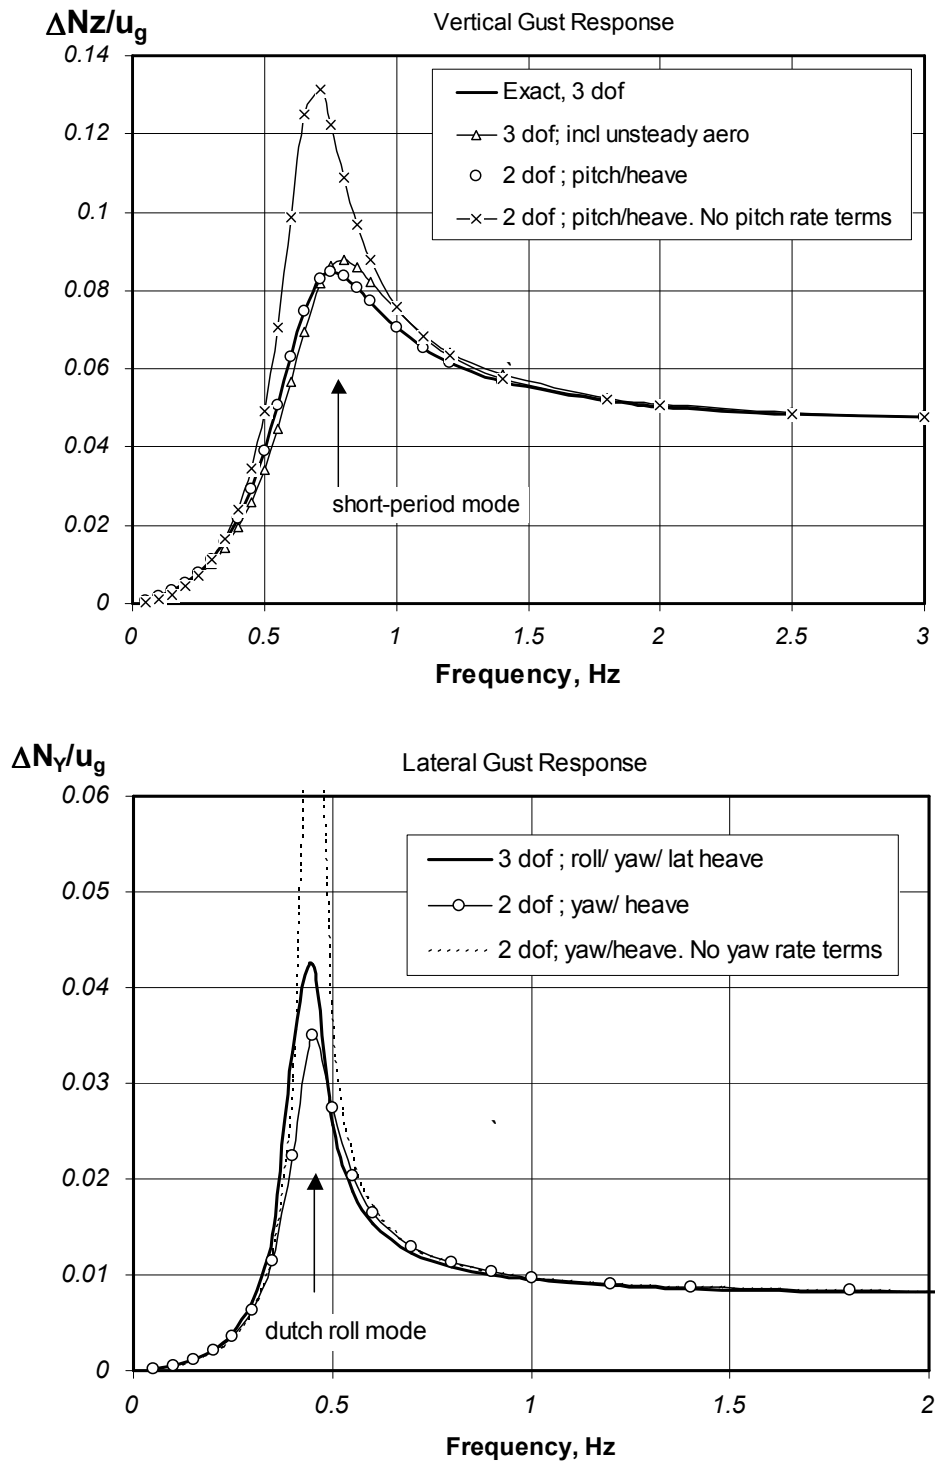 ΔNz/u_g
Vertical Gust Response
0.14
0.12
0.1
0.08
0.06
0.04
0.02
0
Exact, 3 dof
3 dof; incl unsteady aero
2 dof ; pitch/heave
2 dof ; pitch/heave. No pitch rate terms
short-period mode
0 0.5 1 1.5 2 2.5 3
Frequency, Hz
ΔN_Y/u_g
Lateral Gust Response
0.06
0.05
0.04
0.03
0.02
0.01
0
3 dof ; roll/ yaw/ lat heave
2 dof ; yaw/ heave
2 dof; yaw/heave. No yaw rate terms
dutch roll mode
0 0.5 1 1.5 2
Frequency, Hz